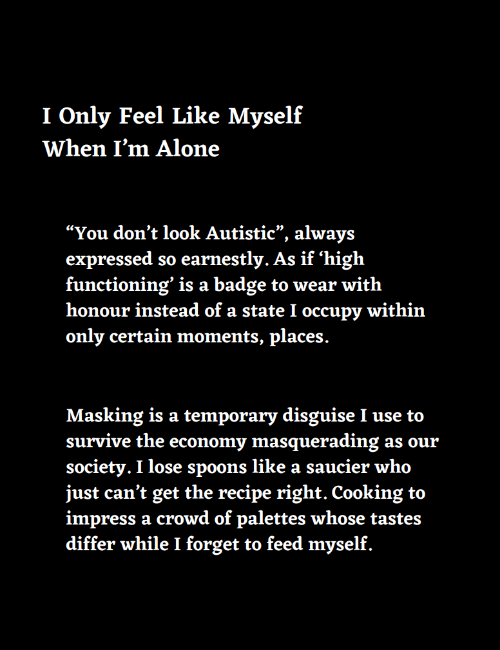 I Only Feel Like Myself
When I’m Alone
“You don’t look Autistic”, always
expressed so earnestly. As if ‘high
functioning’ is a badge to wear with
honour instead of a state I occupy within
only certain moments, places.
Masking is a temporary disguise I use to
survive the economy masquerading as our
society. I lose spoons like a saucier who
just can’t get the recipe right. Cooking to
impress a crowd of palettes whose tastes
differ while I forget to feed myself.